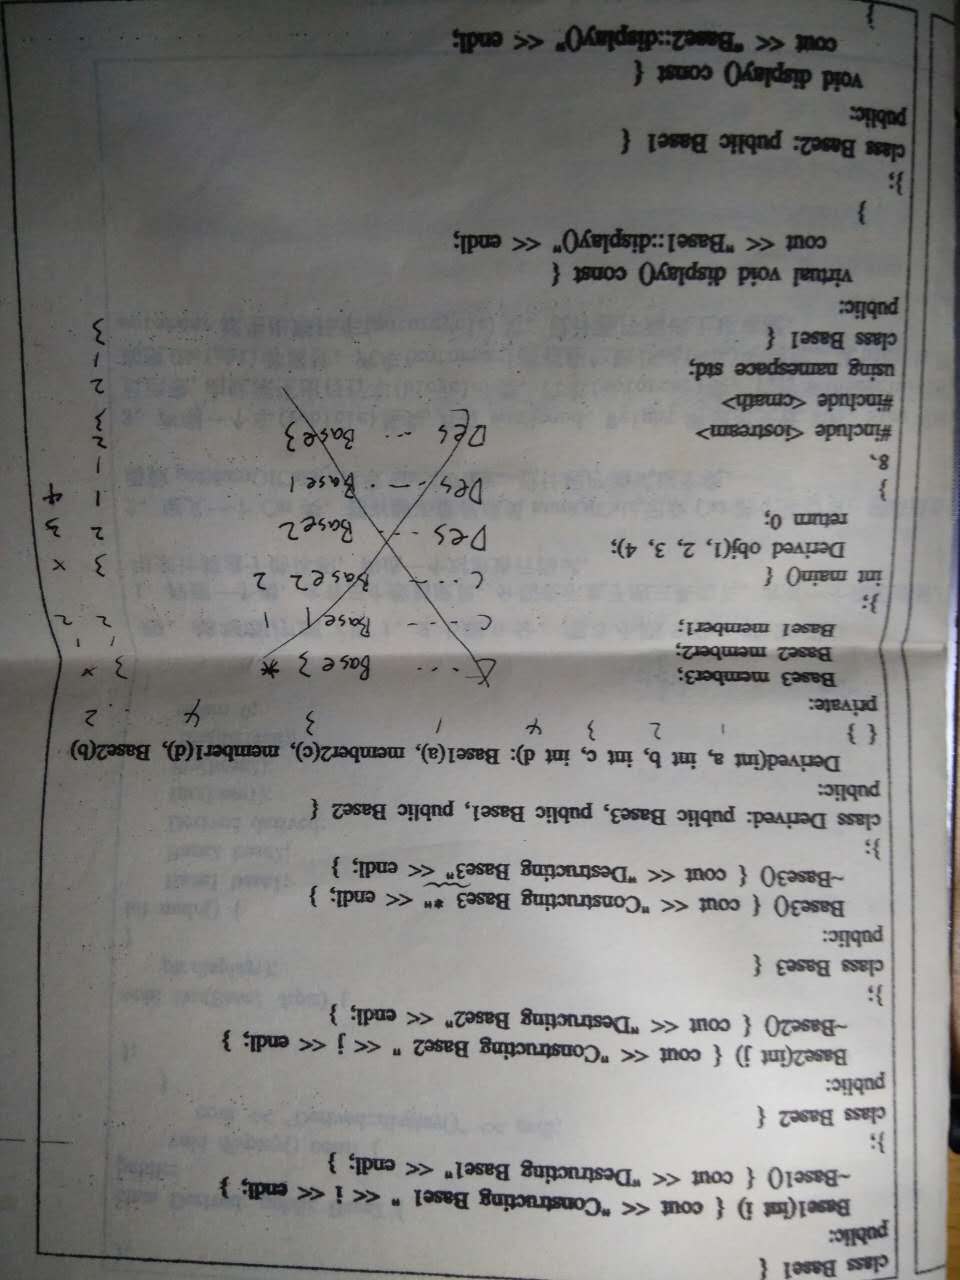 class Base1 {
public:
Base1(int i) { cout << "Constructing Base1 " << i << endl; }
~Base1() { cout << "Destructing Base1" << endl; }
};
class Base2 {
public:
Base2(int j) { cout << "Constructing Base2 " << j << endl; }
~Base2() { cout << "Destructing Base2" << endl; }
};
class Base3 {
public:
Base3() { cout << "Constructing Base3 *" << endl; }
~Base3() { cout << "Destructing Base3" << endl; }
};
class Derived: public Base3, public Base1, public Base2 {
public:
Derived(int a, int b, int c, int d): Base1(a), member2(c), member1(d), Base2(b)
{ } 1 2 3 4 1 3 4 2
private:
Base3 member3; ... Base3 * 3 ×
Base2 member2; 1 1
Base1 member1; C ... Base1 1 2 2
};
int main() { C ... Base2 2 3 ×
Derived obj(1, 2, 3, 4); Des ... Base2 2 3
return 0; Des ... Base1 1 4
} 1
8、 2
#include <iostream> Des ... Base3 3
#include <cmath> 2
using namespace std; 1
class Base1 { 3
public:
virtual void display() const {
cout << "Base1::display()" << endl;
}
};
class Base2: public Base1 {
public:
void display() const {
cout << "Base2::display()" << endl;
}